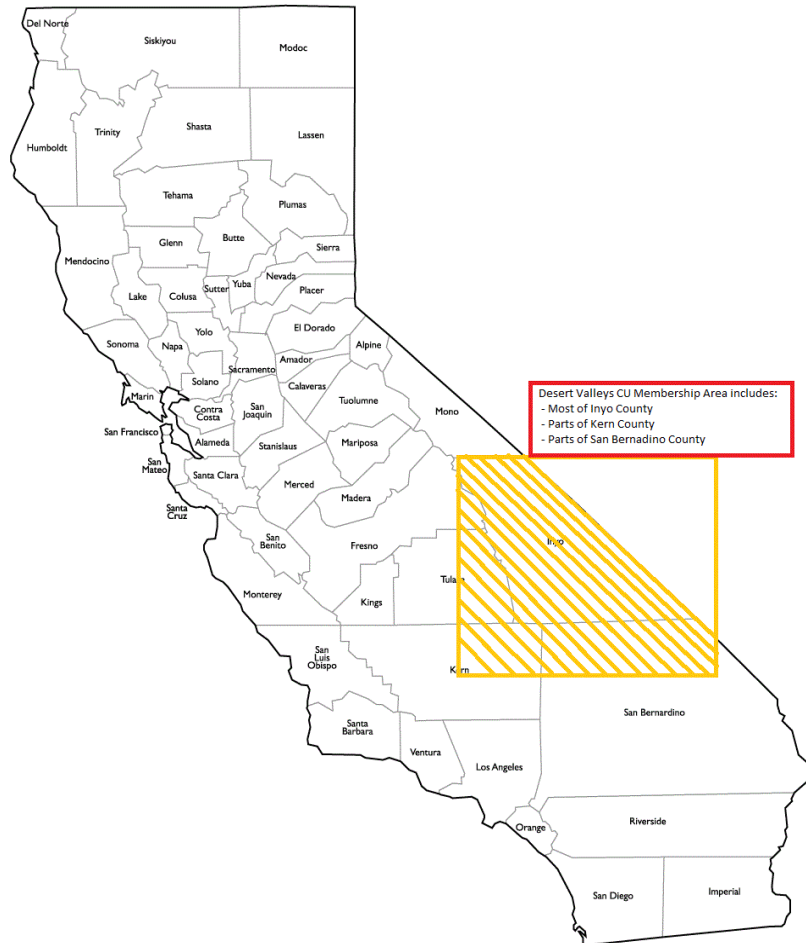 Del Norte
Siskiyou
Modoc
Humboldt
Trinity
Shasta
Lassen
Tehama
Plumas
Mendocino
Glenn
Butte
Sierra
Lake
Colusa
Sutter
Yuba
Nevada
Placer
Sonoma
Napa
Yolo
El Dorado
Alpine
Sacramento
Amador
Solano
Calaveras
Marin
Contra
Costa
San
Joaquin
Tuolumne
Mono
San Francisco
Alameda
Stanislaus
Mariposa
San
Mateo
Santa Clara
Merced
Madera
Santa
Cruz
San
Benito
Fresno
Inyo
Monterey
Kings
Tulare
San
Luis
Obispo
Kern
Santa
Barbara
Ventura
Los Angeles
San Bernardino
Orange
Riverside
San Diego
Imperial
Desert Valleys CU Membership Area includes:
- Most of Inyo County
- Parts of Kern County
- Parts of San Bernadino County